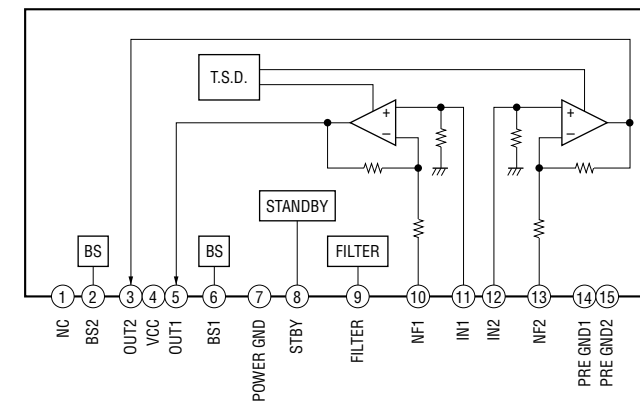 T.S.D.
+
−
+
−
STANDBY
BS
BS
FILTER
1
2
3
4
5
6
7
8
9
10
11
12
13
14
15
NC
BS2
OUT2
VCC
OUT1
BS1
POWER GND
STBY
FILTER
NF1
IN1
IN2
NF2
PRE GND1
PRE GND2